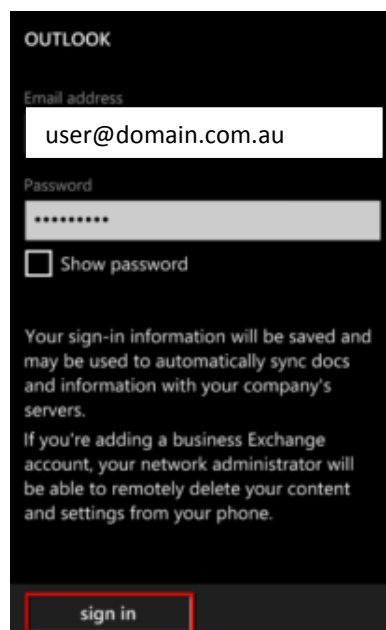 OUTLOOK
Email address
user@domain.com.au
Password
•••••••••
Show password
Your sign-in information will be saved and
may be used to automatically sync docs
and information with your company's
servers.
If you're adding a business Exchange
account, your network administrator will
be able to remotely delete your content
and settings from your phone.
sign in